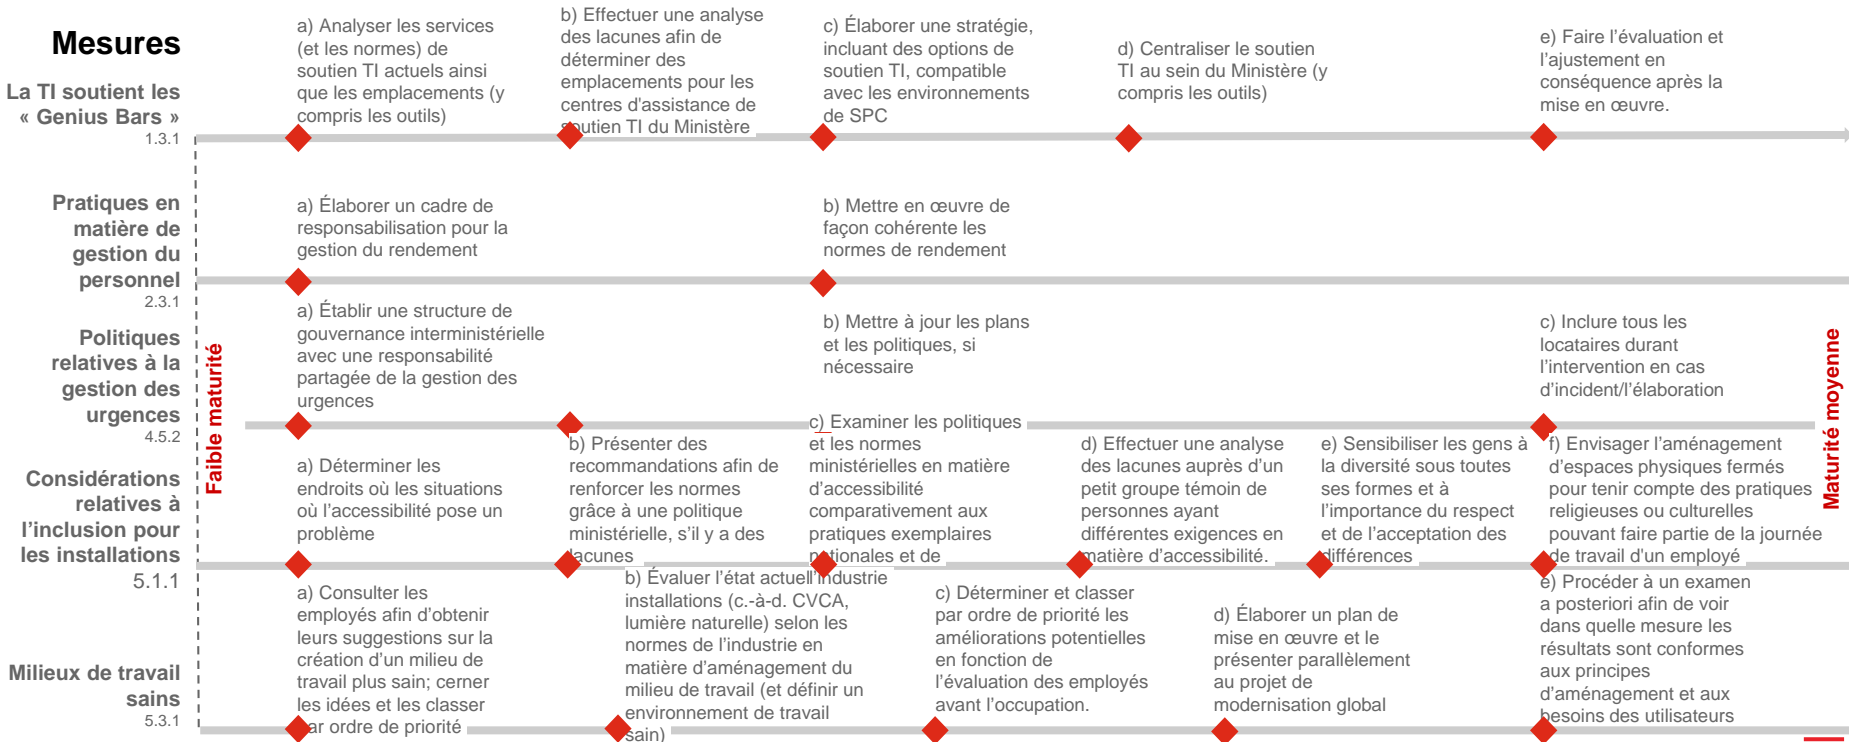 Mesures
La TI soutient les
« Genius Bars »
1.3.1
a) Analyser les services
(et les normes) de
soutien TI actuels ainsi
que les emplacements (y
compris les outils)
b) Effectuer une analyse
des lacunes afin de
déterminer des
emplacements pour les
centres d'assistance de
soutien TI du Ministère
c) Élaborer une stratégie,
incluant des options de
soutien TI, compatible
avec les environnements
de SPC
d) Centraliser le soutien
TI au sein du Ministère (y
compris les outils)
e) Faire l’évaluation et
l’ajustement en
conséquence après la
mise en œuvre.
Pratiques en
matière de
gestion du
personnel
2.3.1
a) Élaborer un cadre de
responsabilisation pour la
gestion du rendement
b) Mettre en œuvre de
façon cohérente les
normes de rendement
Politiques
relatives à la
gestion des
urgences
4.5.2
a) Établir une structure de
gouvernance interministérielle
avec une responsabilité
partagée de la gestion des
urgences
b) Mettre à jour les plans
et les politiques, si
nécessaire
c) Inclure tous les
locataires durant
l’intervention en cas
d’incident/l’élaboration
Faible maturité
Maturité moyenne
Considérations
relatives à
l’inclusion pour
les installations
5.1.1
a) Déterminer les
endroits où les situations
où l’accessibilité pose un
problème
b) Présenter des
recommandations afin de
renforcer les normes
grâce à une politique
ministérielle, s’il y a des
lacunes
c) Examiner les politiques
et les normes
ministérielles en matière
d’accessibilité
comparativement aux
pratiques exemplaires
nationales et de
l’industrie
d) Effectuer une analyse
des lacunes auprès d’un
petit groupe témoin de
personnes ayant
différentes exigences en
matière d’accessibilité.
e) Sensibiliser les gens à
la diversité sous toutes
ses formes et à
l’importance du respect
et de l’acceptation des
différences
f) Envisager l’aménagement
d’espaces physiques fermés
pour tenir compte des pratiques
religieuses ou culturelles
pouvant faire partie de la journée
de travail d’un employé
Milieux de travail
sains
5.3.1
a) Consulter les
employés afin d’obtenir
leurs suggestions sur la
création d’un milieu de
travail plus sain; cerner
les idées et les classer
par ordre de priorité
b) Évaluer l’état actuel
installations (c.-à-d. CVCA,
lumière naturelle) selon les
normes de l’industrie en
matière d’aménagement du
milieu de travail (et définir un
environnement de travail
sain)
c) Déterminer et classer
par ordre de priorité les
améliorations potentielles
en fonction de
l’évaluation des employés
avant l’occupation.
d) Élaborer un plan de
mise en œuvre et le
présenter parallèlement
au projet de
modernisation global
e) Procéder à un examen
a posteriori afin de voir
dans quelle mesure les
résultats sont conformes
aux principes
d’aménagement et aux
besoins des utilisateurs